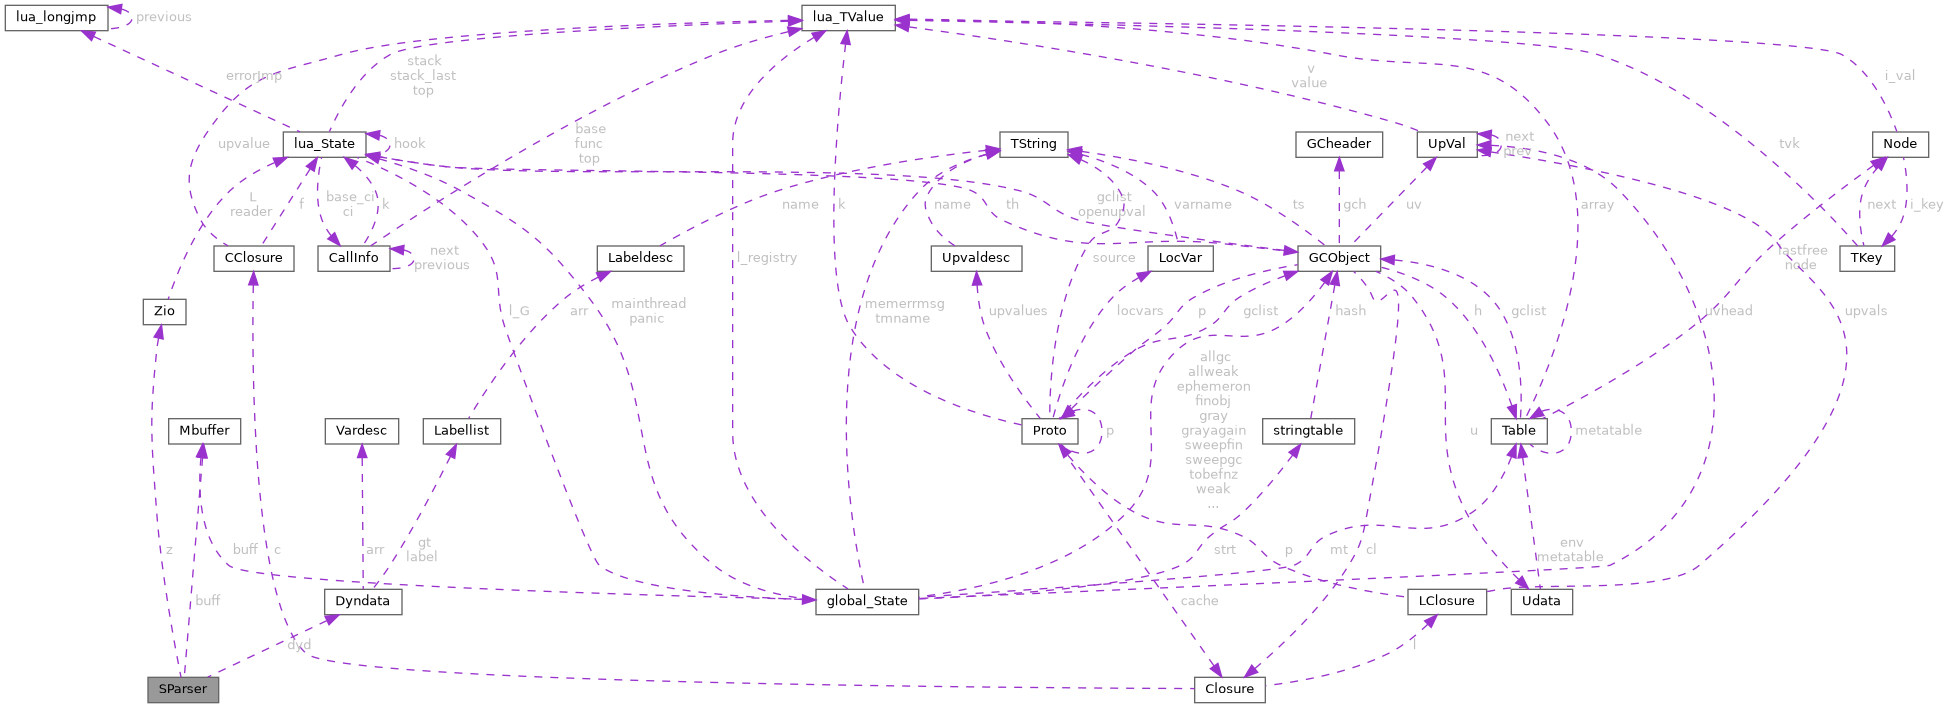 lua_longjmp
previous
lua_TValue
errorJmp
stack
stack_last
top
v
value
i_val
upvalue
lua_State
hook
base
func
top
TString
GCheader
UpVal
next
prev
tvk
Node
L
reader
f
base_ci
ci
k
name
k
name
th
gclist
openupval
varname
ts
gch
uv
array
next
i_key
CClosure
CallInfo
next
previous
Labeldesc
l_registry
Upvaldesc
source
LocVar
GCObject
lastfree
node
TKey
Zio
l_G
arr
mainthread
panic
memerrmsg
tmname
upvalues
locvars
p
gclist
hash
h
gclist
uvhead
upvals
allgc
allweak
ephemeron
finobj
gray
grayagain
sweepfin
sweepgc
tobefnz
weak
...
Mbuffer
Vardesc
Labellist
Proto
p
stringtable
u
Table
metatable
z
buff
c
arr
gt
label
strt
p
mt
cl
env
metatable
buff
Dyndata
global_State
cache
LClosure
Udata
dyd
l
SParser
Closure